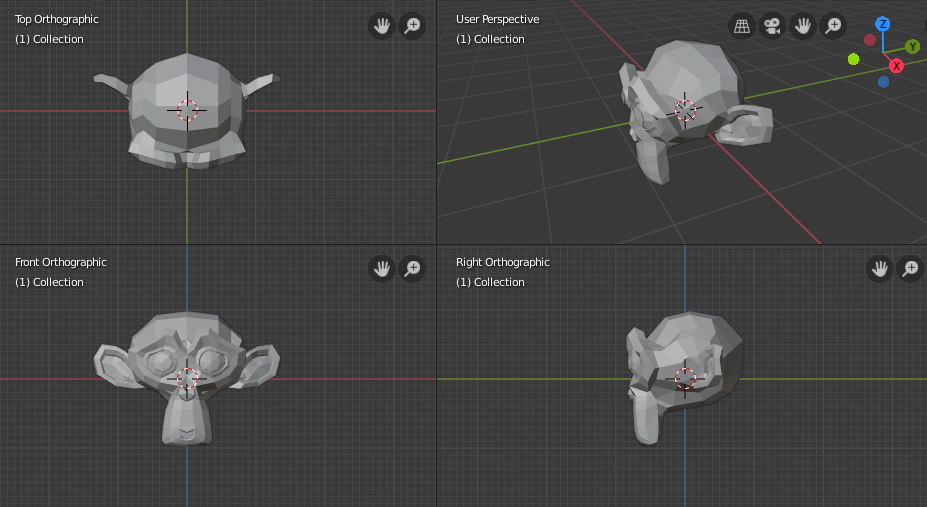 Top Orthographic
(1) Collection
User Perspective
(1) Collection
Z
Y
X
Front Orthographic
(1) Collection
Right Orthographic
(1) Collection